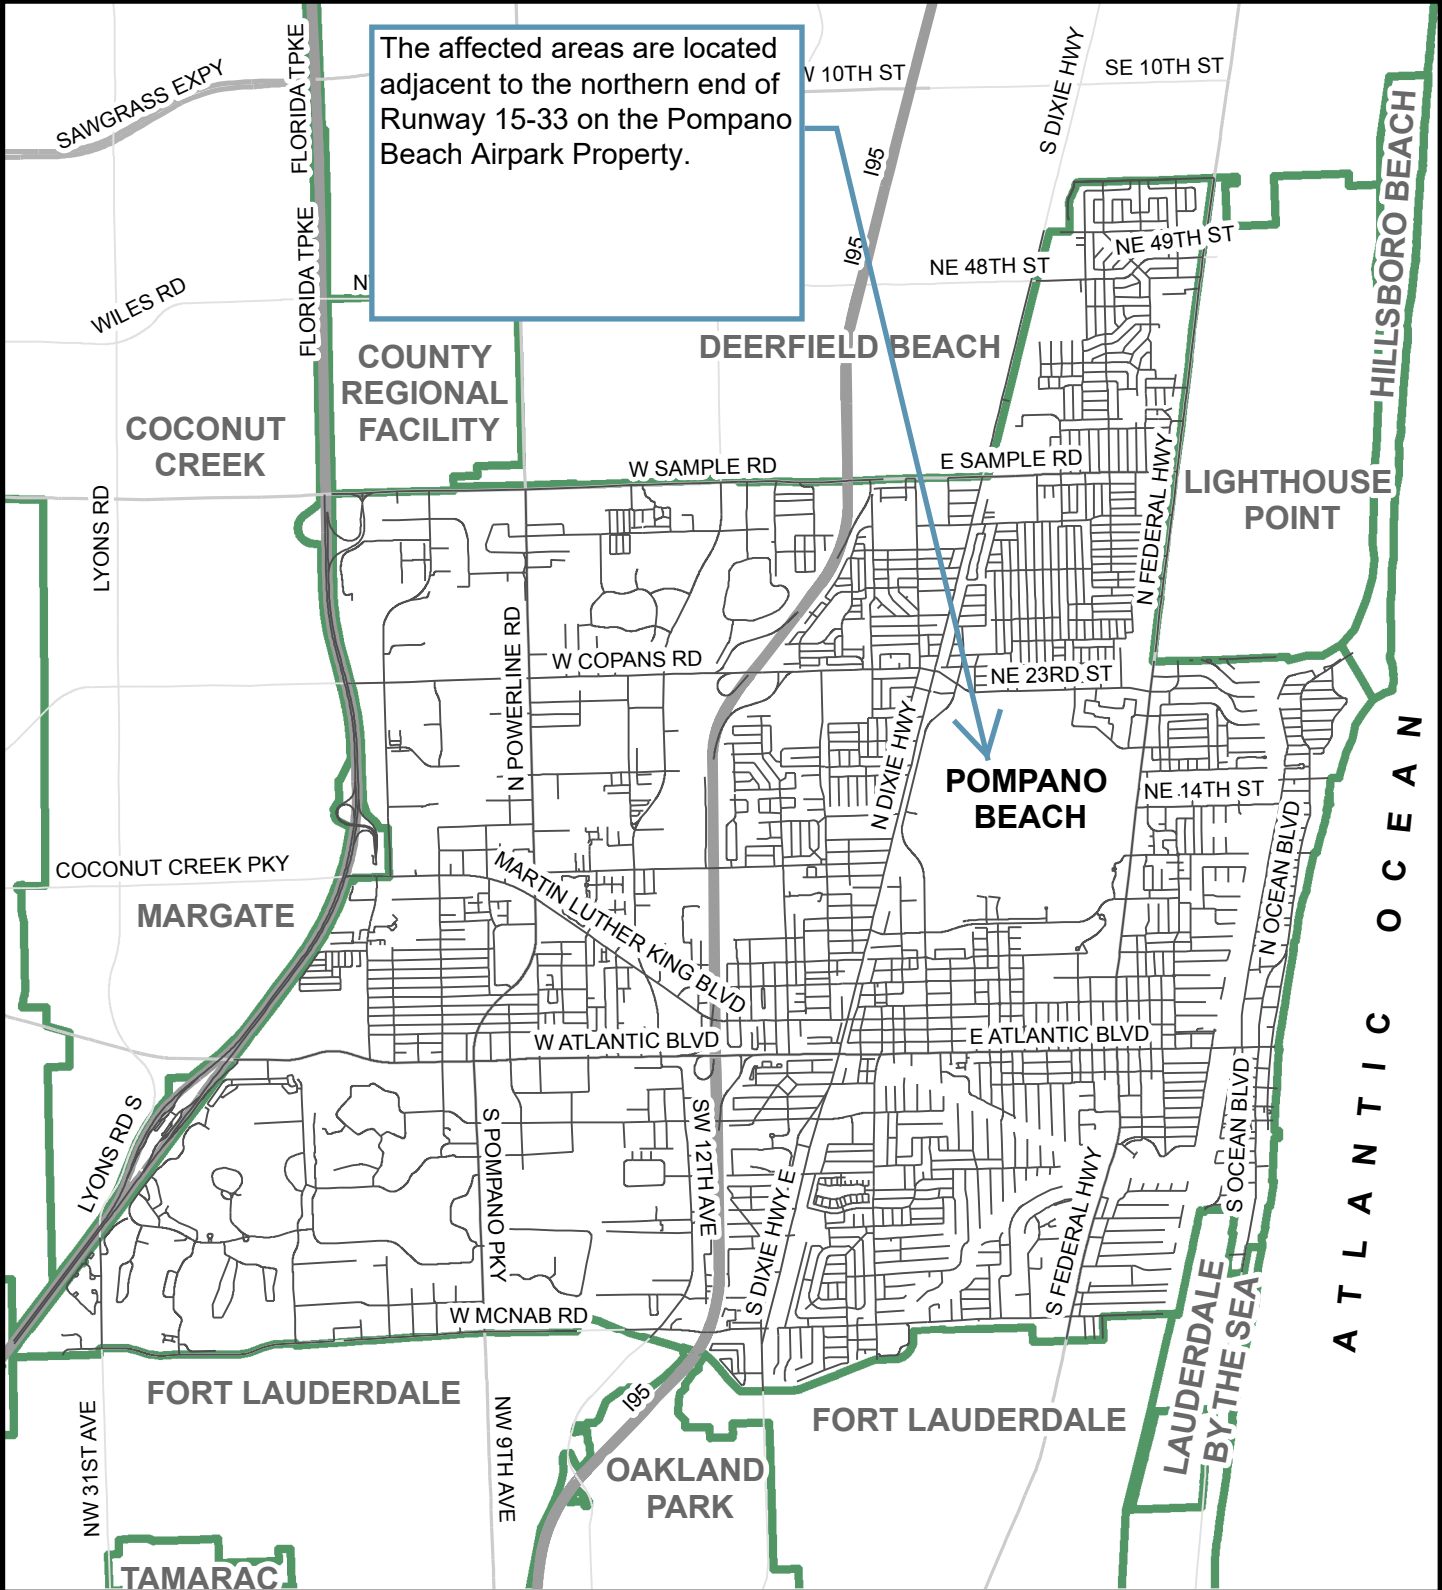 The affected areas are located
adjacent to the northern end of
Runway 15-33 on the Pompano
Beach Airpark Property.
SAWGRASS EXPY
FLORIDA TPKE
W 10TH ST
S DIXIE HWY
SE 10TH ST
I95
HILLSBORO BEACH
FLORIDA TPKE
I95
NE 49TH ST
NE 48TH ST
WILES RD
COUNTY
REGIONAL
FACILITY
DEERFIELD BEACH
COCONUT
CREEK
W SAMPLE RD
E SAMPLE RD
N FEDERAL HWY
LIGHTHOUSE
POINT
LYONS RD
N POWERLINE RD
W COPANS RD
NE 23RD ST
N DIXIE HWY
POMPANO
BEACH
NE 14TH ST
COCONUT CREEK PKY
MARTIN LUTHER KING BLVD
N OCEAN BLVD
MARGATE
ATLANTIC OCEAN
W ATLANTIC BLVD
E ATLANTIC BLVD
LYONS RD S
S POMPANO PKY
SW 12TH AVE
S DIXIE HWY E
S FEDERAL HWY
S OCEAN BLVD
W MCNAB RD
LAUDERDALE
BY THE SEA
FORT LAUDERDALE
I95
FORT LAUDERDALE
NW 31ST AVE
NW 9TH AVE
OAKLAND
PARK
TAMARAC